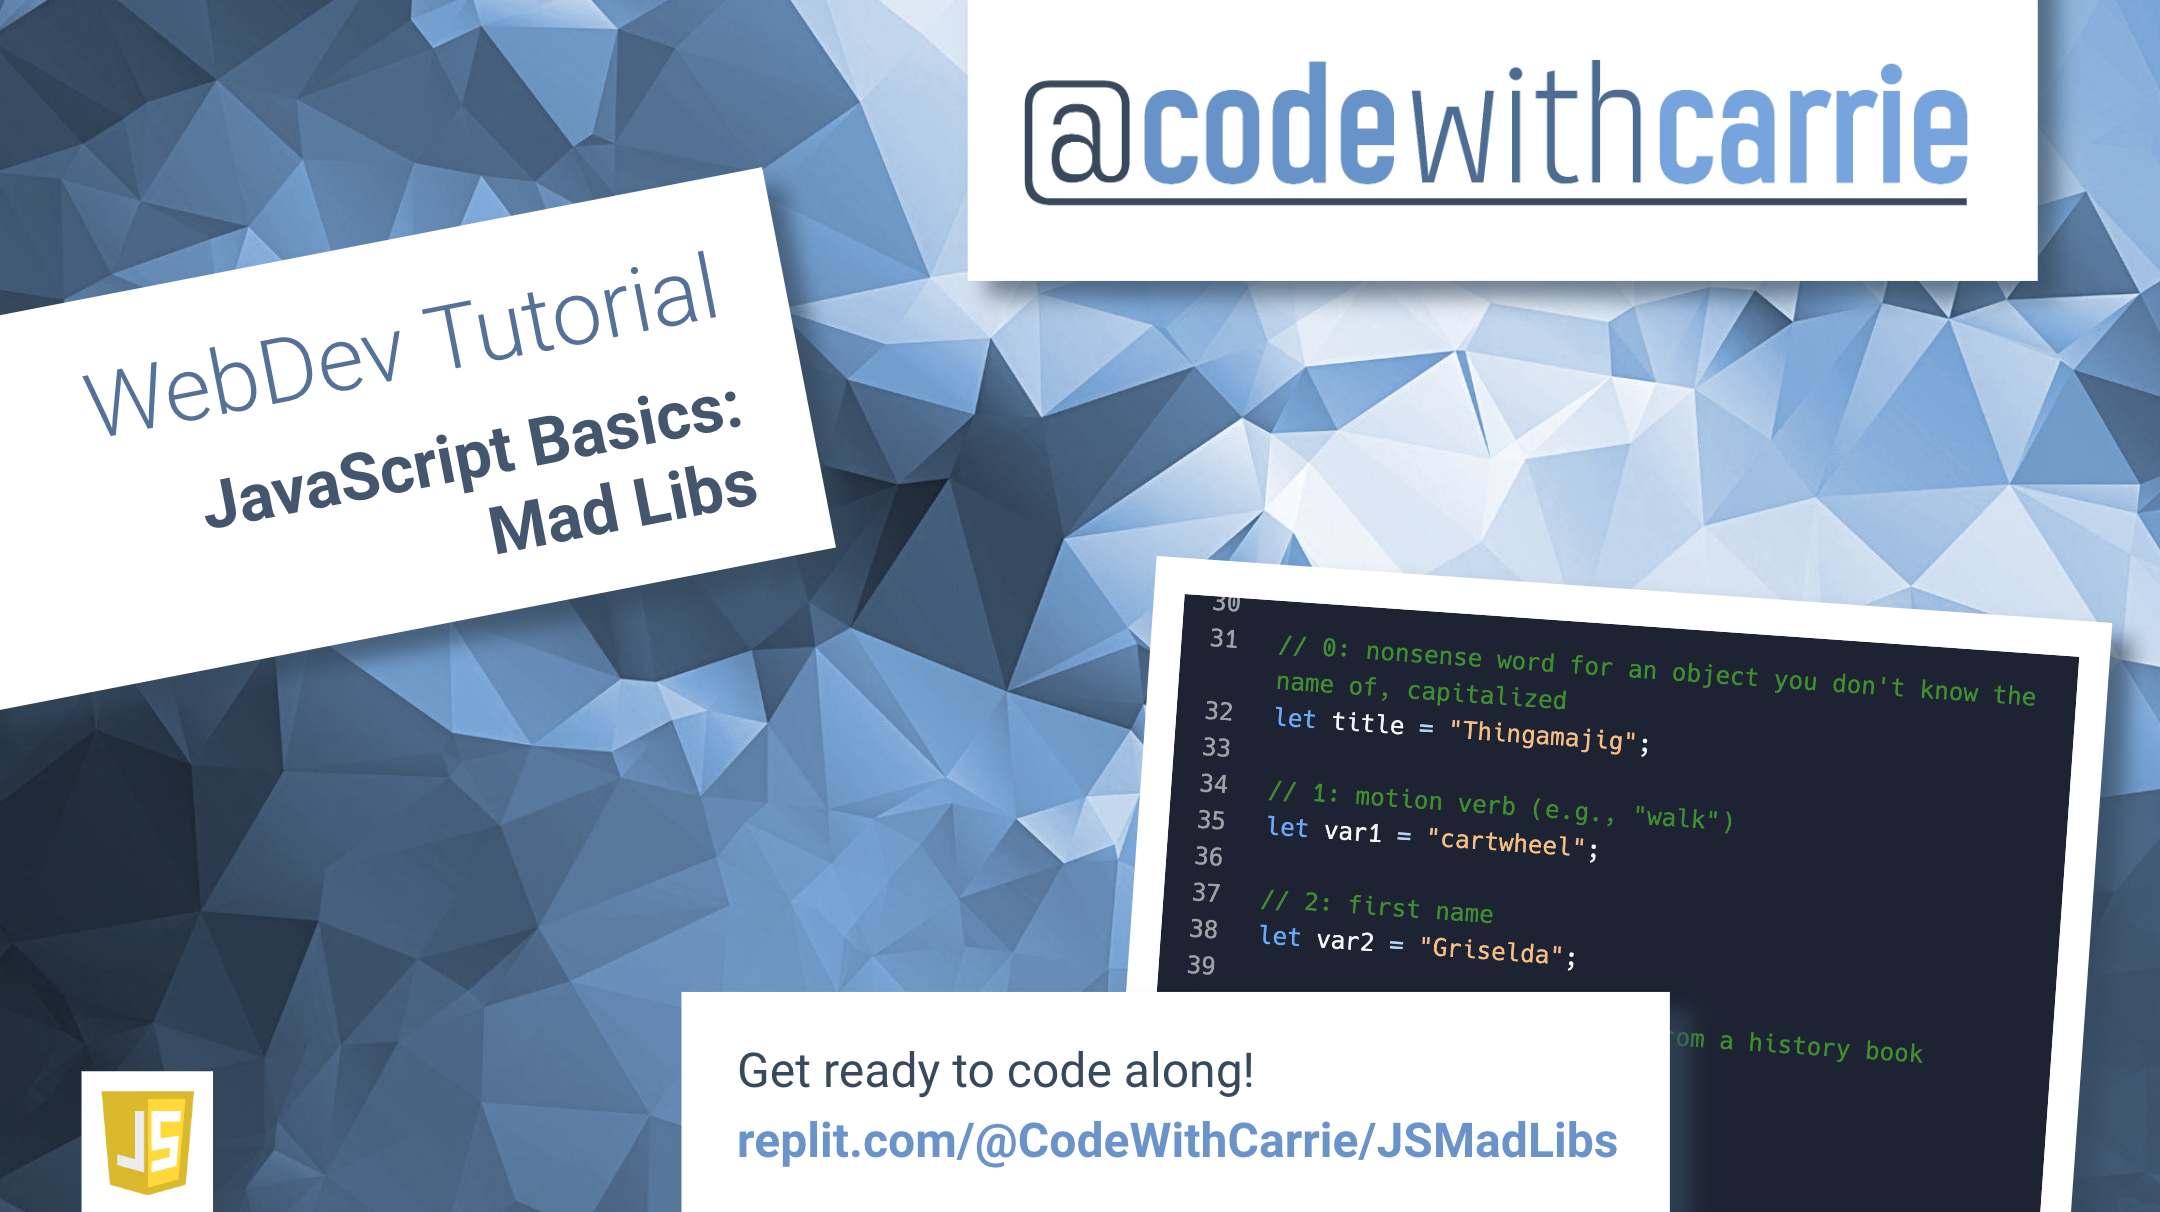 @codewithcarrie
WebDev Tutorial
JavaScript Basics:
Mad Libs
30
31 // 0: nonsense word for an object you don't know the
name of, capitalized
32 let title = "Thingamajig";
33
34 // 1: motion verb (e.g., "walk")
35 let var1 = "cartwheel";
36
37 // 2: first name
38 let var2 = "Griselda";
39
a history book
Get ready to code along!
replit.com/@CodeWithCarrie/JSMadLibs
JS